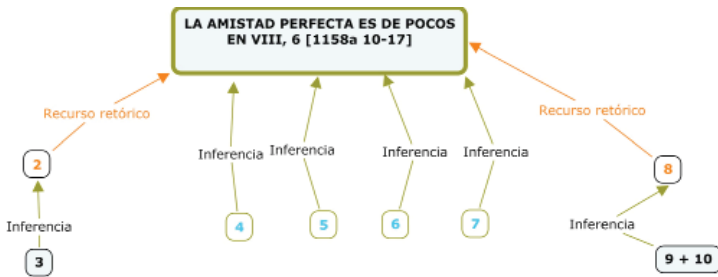 LA AMISTAD PERFECTA ES DE POCOS
EN VIII, 6 [1158a 10-17]
Recurso retórico
Recurso retórico
Inferencia
Inferencia
Inferencia
Inferencia
2
8
Inferencia
Inferencia
4
5
6
7
3
9 + 10